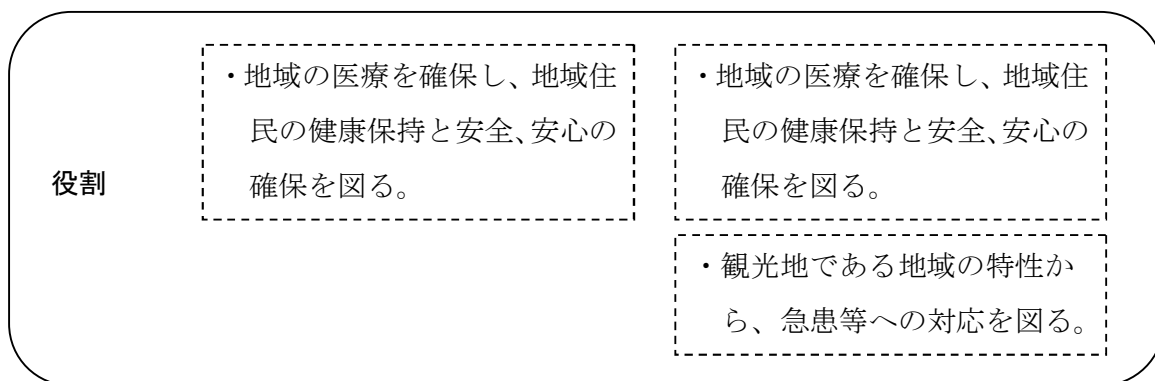 役割
・地域の医療を確保し、地域住
民の健康保持と安全、安心の
確保を図る。
・地域の医療を確保し、地域住
民の健康保持と安全、安心の
確保を図る。
・観光地である地域の特性か
ら、急患等への対応を図る。